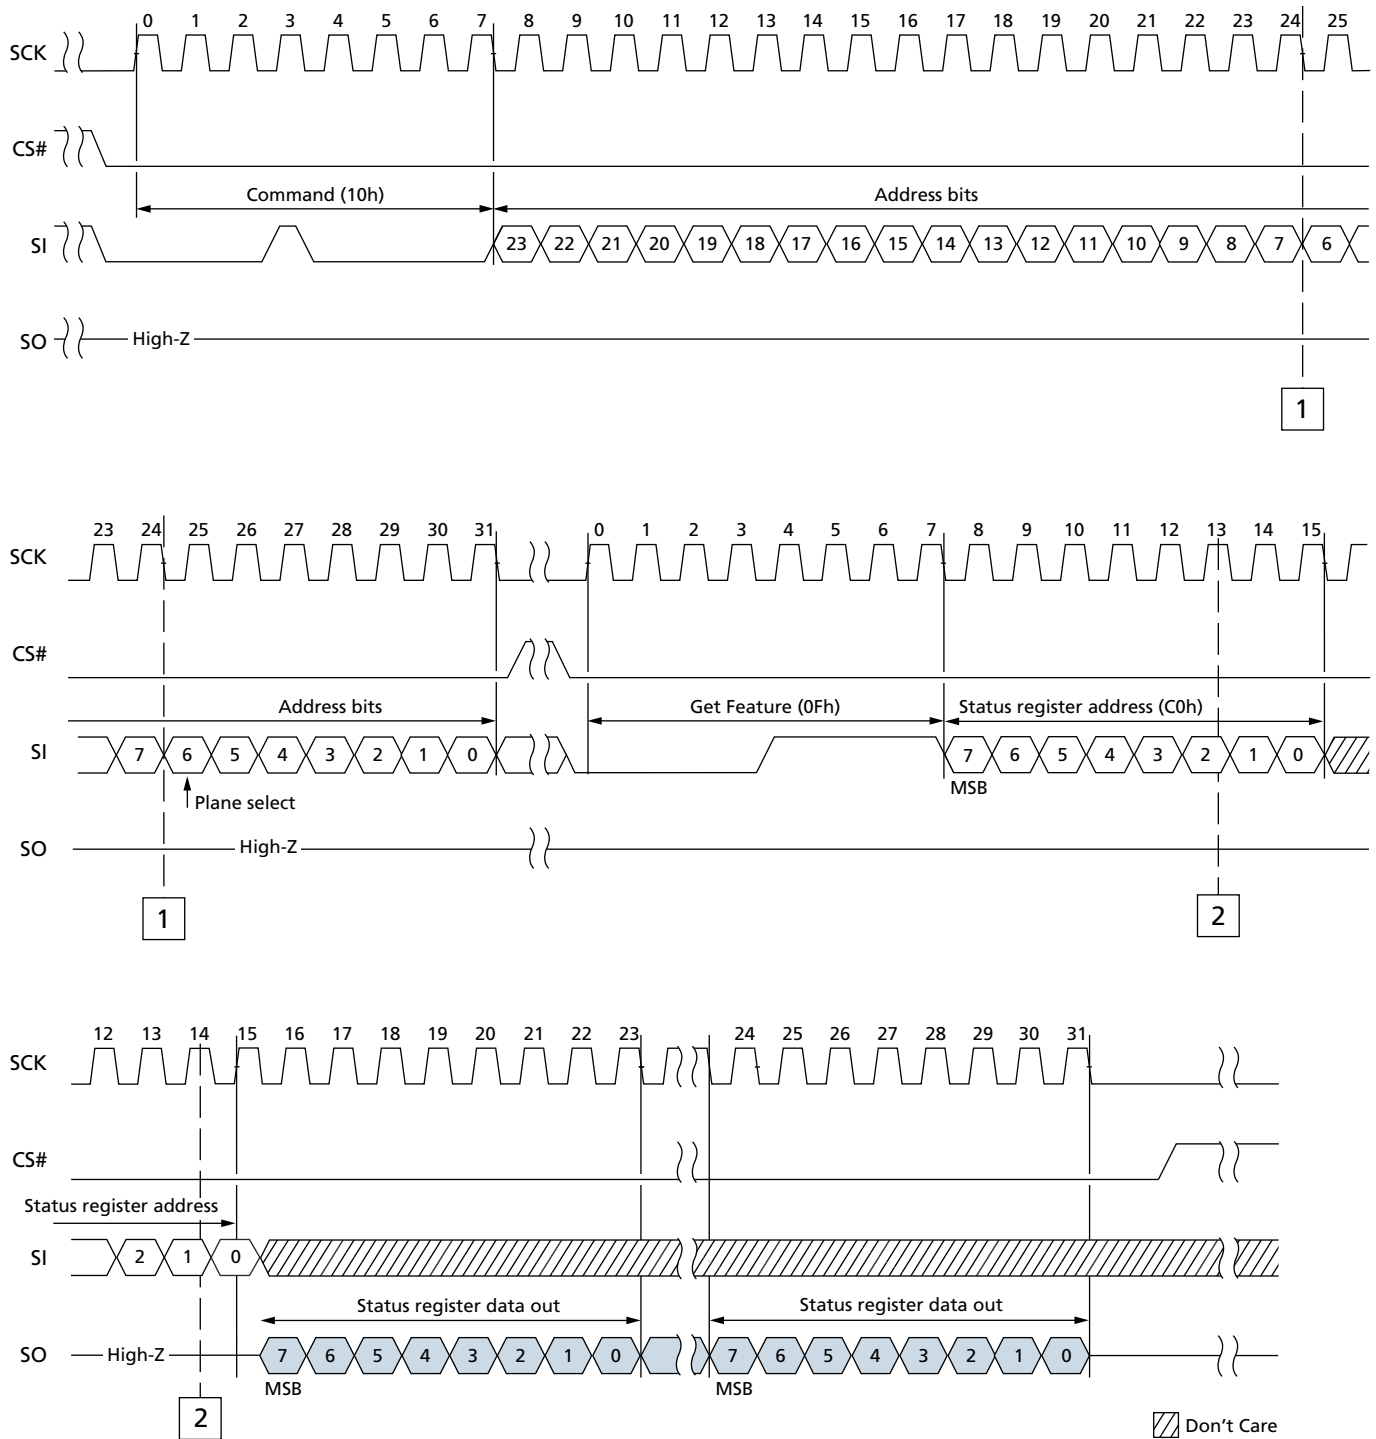 0 1 2 3 4 5 6 7 8 9 10 11 12 13 14 15 16 17 18 19 20 21 22 23 24 25
SCK
CS#
Command (10h) Address bits
SI 23 22 21 20 19 18 17 16 15 14 13 12 11 10 9 8 7 6
SO High-Z
1
23 24 25 26 27 28 29 30 31 0 1 2 3 4 5 6 7 8 9 10 11 12 13 14 15
SCK
CS#
Address bits Get Feature (0Fh) Status register address (C0h)
SI 7 6 5 4 3 2 1 0 7 6 5 4 3 2 1 0
MSB
Plane select
SO High-Z
1 2
12 13 14 15 16 17 18 19 20 21 22 23 24 25 26 27 28 29 30 31
SCK
CS#
Status register address
SI 2 1 0
Status register data out Status register data out
SO High-Z 7 6 5 4 3 2 1 0 7 6 5 4 3 2 1 0
MSB MSB
2
Don't Care